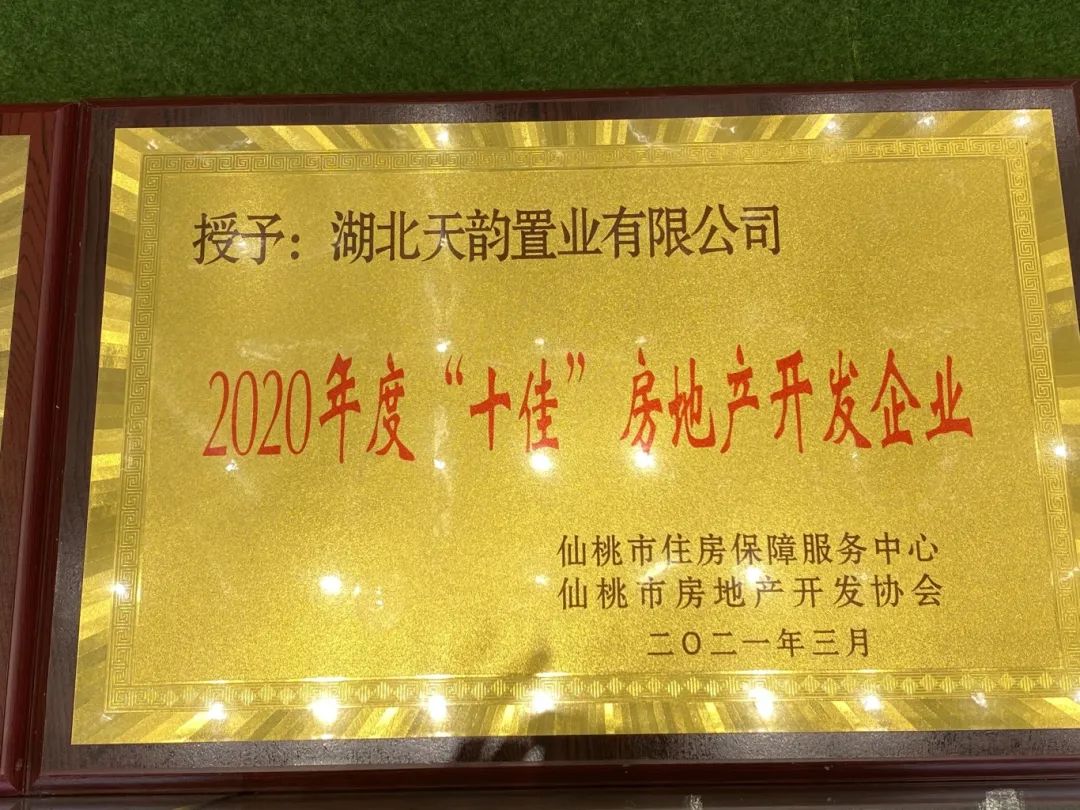 授予：湖北天韵置业有限公司
2020年度“十佳”房地产开发企业
仙桃市住房保障服务中心
仙桃市房地产开发协会
二〇二一年三月